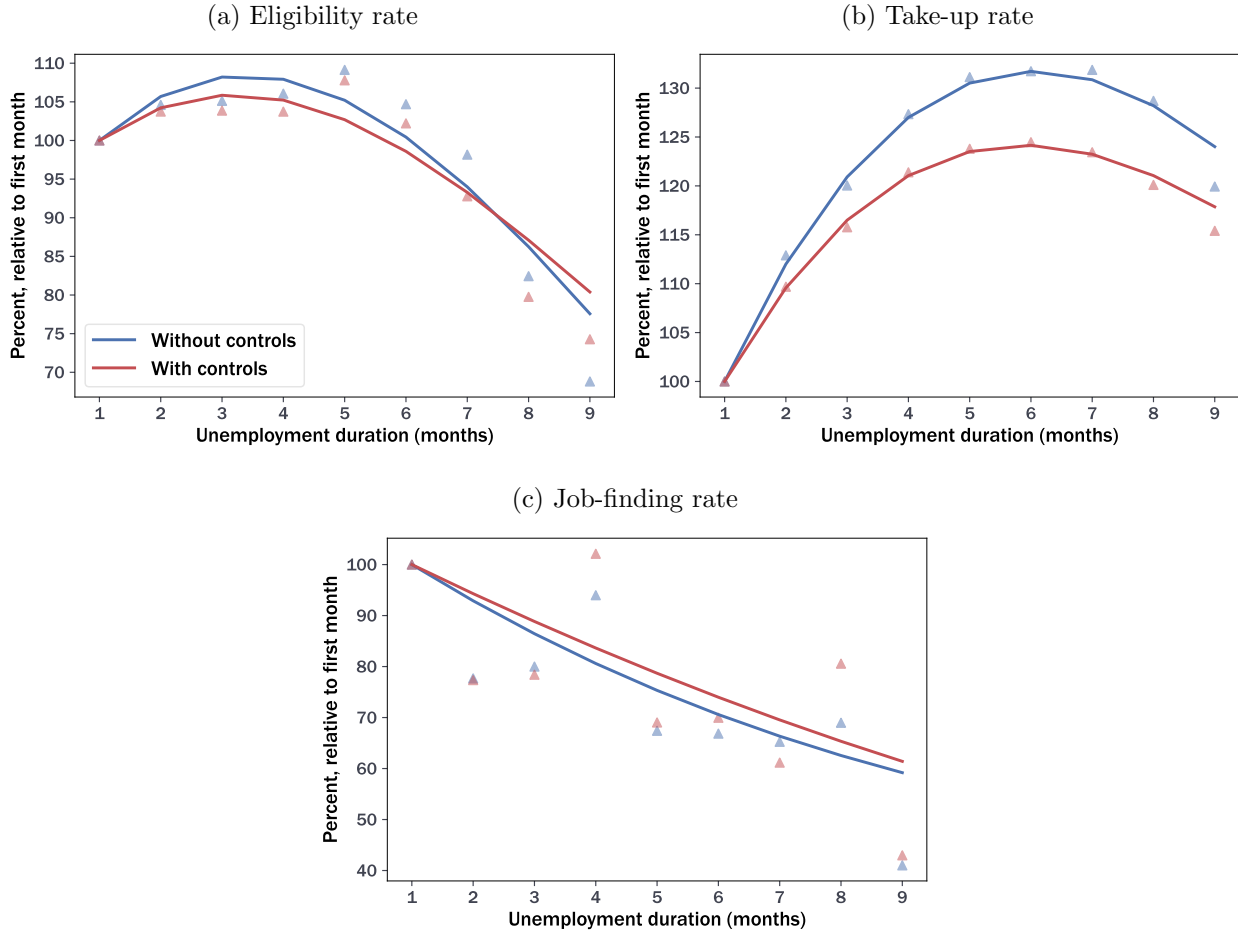 (a) Eligibility rate
Percent, relative to first month
110
105
100
95
90
85
80
75
70
Without controls
With controls
1 2 3 4 5 6 7 8 9
Unemployment duration (months)
(b) Take-up rate
Percent, relative to first month
130
125
120
115
110
105
100
1 2 3 4 5 6 7 8 9
Unemployment duration (months)
(c) Job-finding rate
Percent, relative to first month
100
90
80
70
60
50
40
1 2 3 4 5 6 7 8 9
Unemployment duration (months)